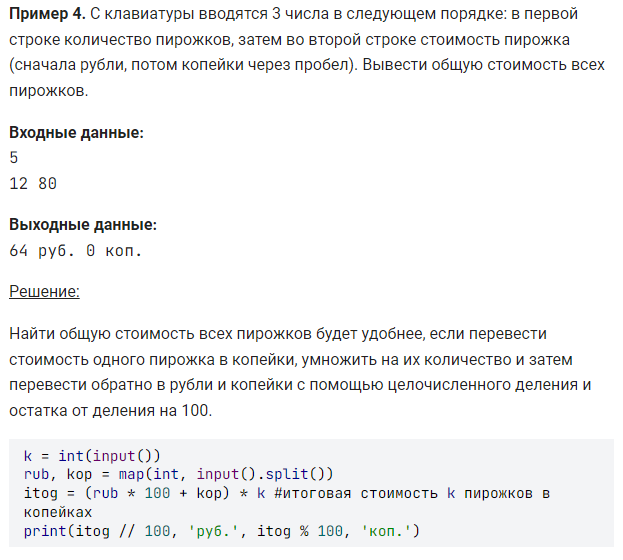 Пример 4. С клавиатуры вводятся 3 числа в следующем порядке: в первой
строке количество пирожков, затем во второй строке стоимость пирожка
(сначала рубли, потом копейки через пробел). Вывести общую стоимость всех
пирожков.
Входные данные:
5
12 80
Выходные данные:
64 руб. 0 коп.
Решение:
Найти общую стоимость всех пирожков будет удобнее, если перевести
стоимость одного пирожка в копейки, умножить на их количество и затем
перевести обратно в рубли и копейки с помощью целочисленного деления и
остатка от деления на 100.
k = int(input())
rub, kop = map(int, input().split())
itog = (rub * 100 + kop) * k #итоговая стоимость k пирожков в
копейках
print(itog // 100, 'руб.', itog % 100, 'коп.')